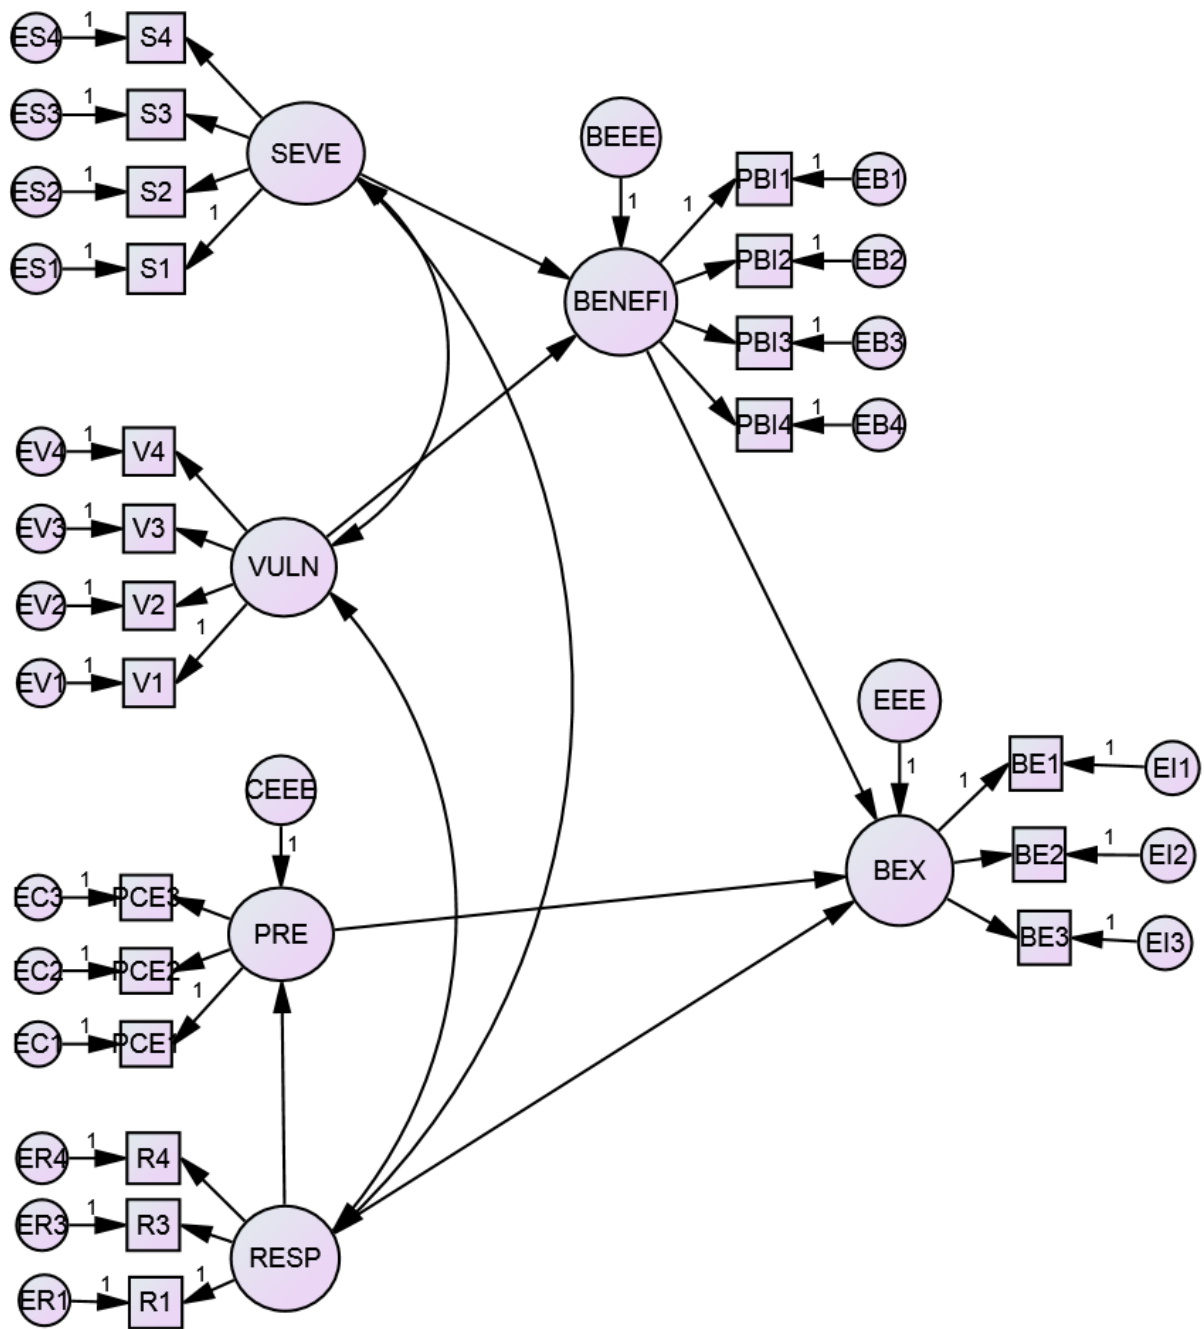 ES4 1 S4
ES3 1 S3
ES2 1 S2
ES1 1 S1
1
SEVE
BEEE
1
BENEFI
1
PBI1 1 EB1
PBI2 1 EB2
PBI3 1 EB3
PBI4 1 EB4
EV4 1 V4
EV3 1 V3
EV2 1 V2
EV1 1 V1
1
VULN
EEE
1
BEX
1
BE1 1 EI1
BE2 1 EI2
BE3 1 EI3
CEEE
1
PRE
EC3 1 PCE3
EC2 1 PCE2
1
EC1 1 PCE1
ER4 1 R4
ER3 1 R3
ER1 1 R1
1
RESP